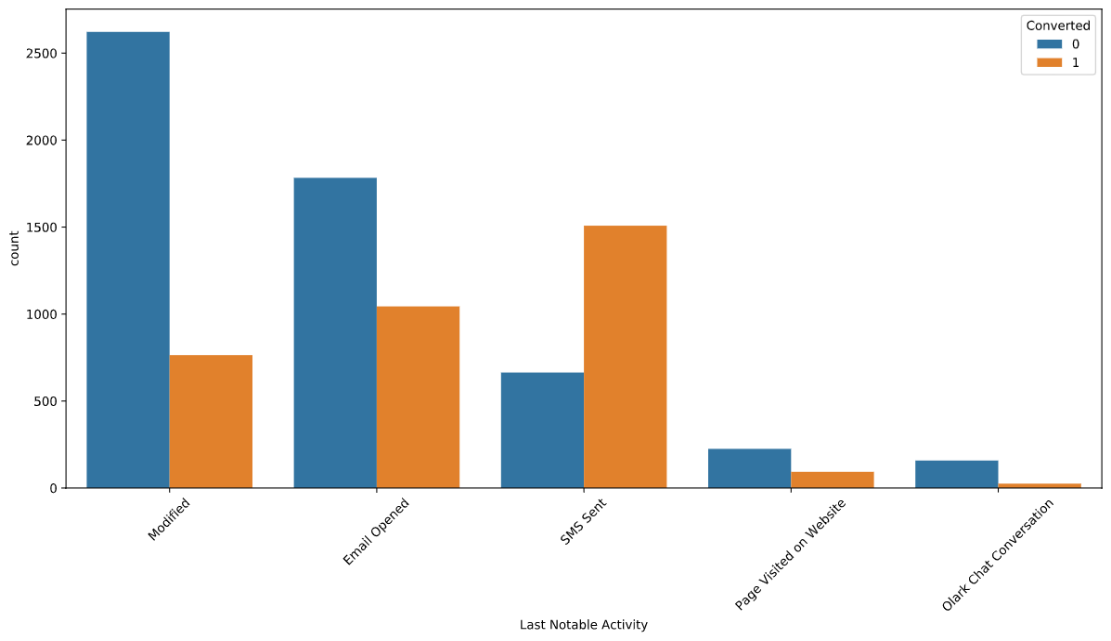 Converted
0
1
2500
2000
1500
1000
500
0
count
Modified
Email Opened
SMS Sent
Page Visited on Website
Olark Chat Conversation
Last Notable Activity